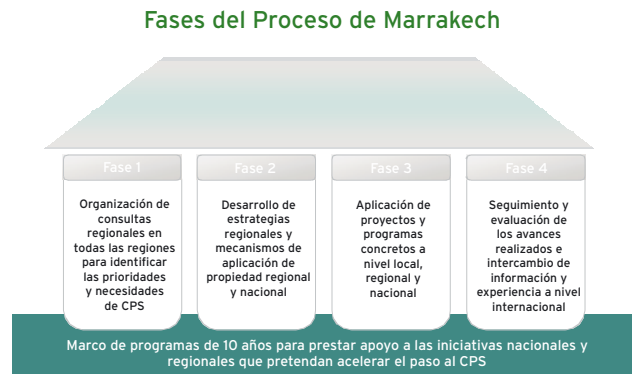 Fases del Proceso de Marrakech
Fase 1
Organización de
consultas
regionales en
todas las regiones
para identificar
las prioridades
y necesidades
de CPS
Fase 2
Desarrollo de
estrategias
regionales y
mecanismos de
aplicación de
propiedad regional
y nacional
Fase 3
Aplicación de
proyectos y
programas
concretos a
nivel local,
regional y
nacional
Fase 4
Seguimiento y
evaluación de
los avances
realizados e
intercambio de
información y
experiencia a nivel
internacional
Marco de programas de 10 años para prestar apoyo a las iniciativas nacionales y
regionales que pretendan acelerar el paso al CPS